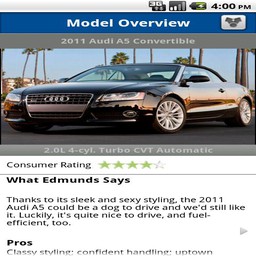 3G 4:00 PM
Model Overview
2011 Audi A5 Convertible
2.0L 4-cyl. Turbo CVT Automatic
Consumer Rating
What Edmunds Says
Thanks to its sleek and sexy styling, the 2011
Audi A5 could be a dog to drive and we'd still like
it. Luckily, it's quite nice to drive, and fuel-
efficient, too.
Pros
Classy styling; confident handling; uptown